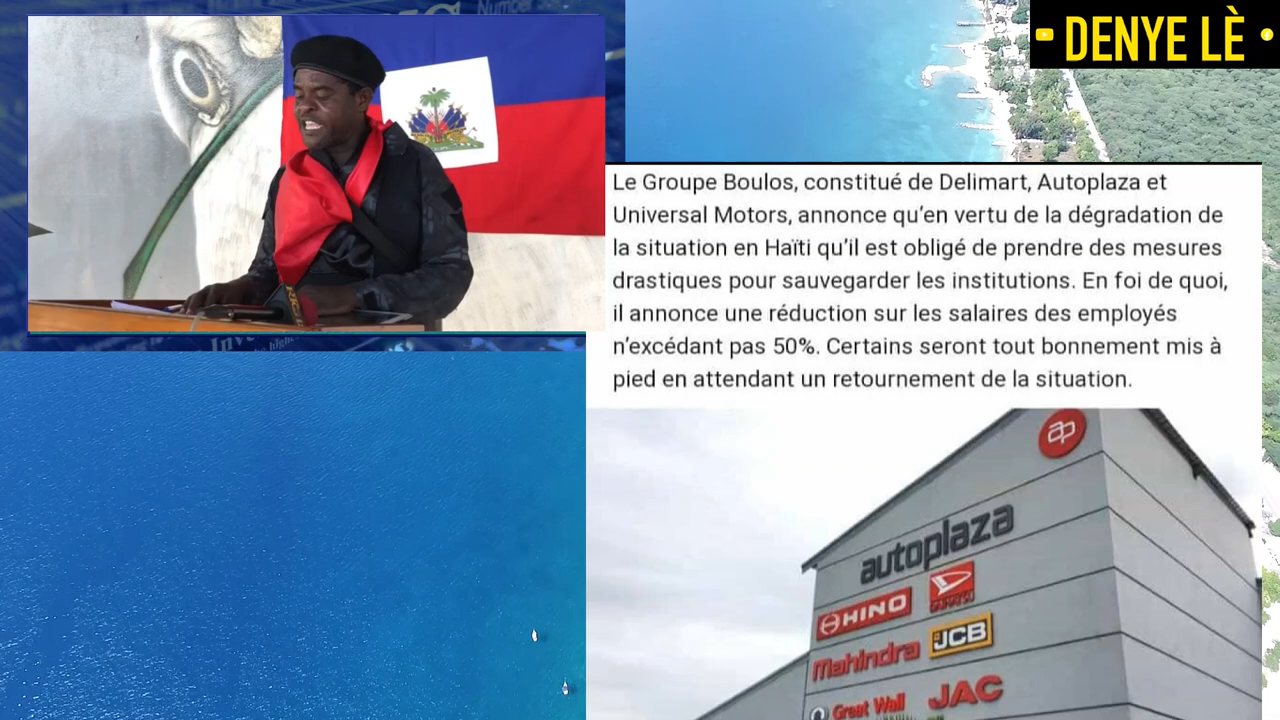 Number
DENYE LÈ
Le Groupe Boulos, constitué de Delimart, Autoplaza et
Universal Motors, annonce qu’en vertu de la dégradation de
la situation en Haïti qu’il est obligé de prendre des mesures
drastiques pour sauvegarder les institutions. En foi de quoi,
il annonce une réduction sur les salaires des employés
n’excédant pas 50%. Certains seront tout bonnement mis à
pied en attendant un retournement de la situation.
ap
autoplaza
HINO
DAIHATSU
Mahindra
JCB
Great Wall
JAC